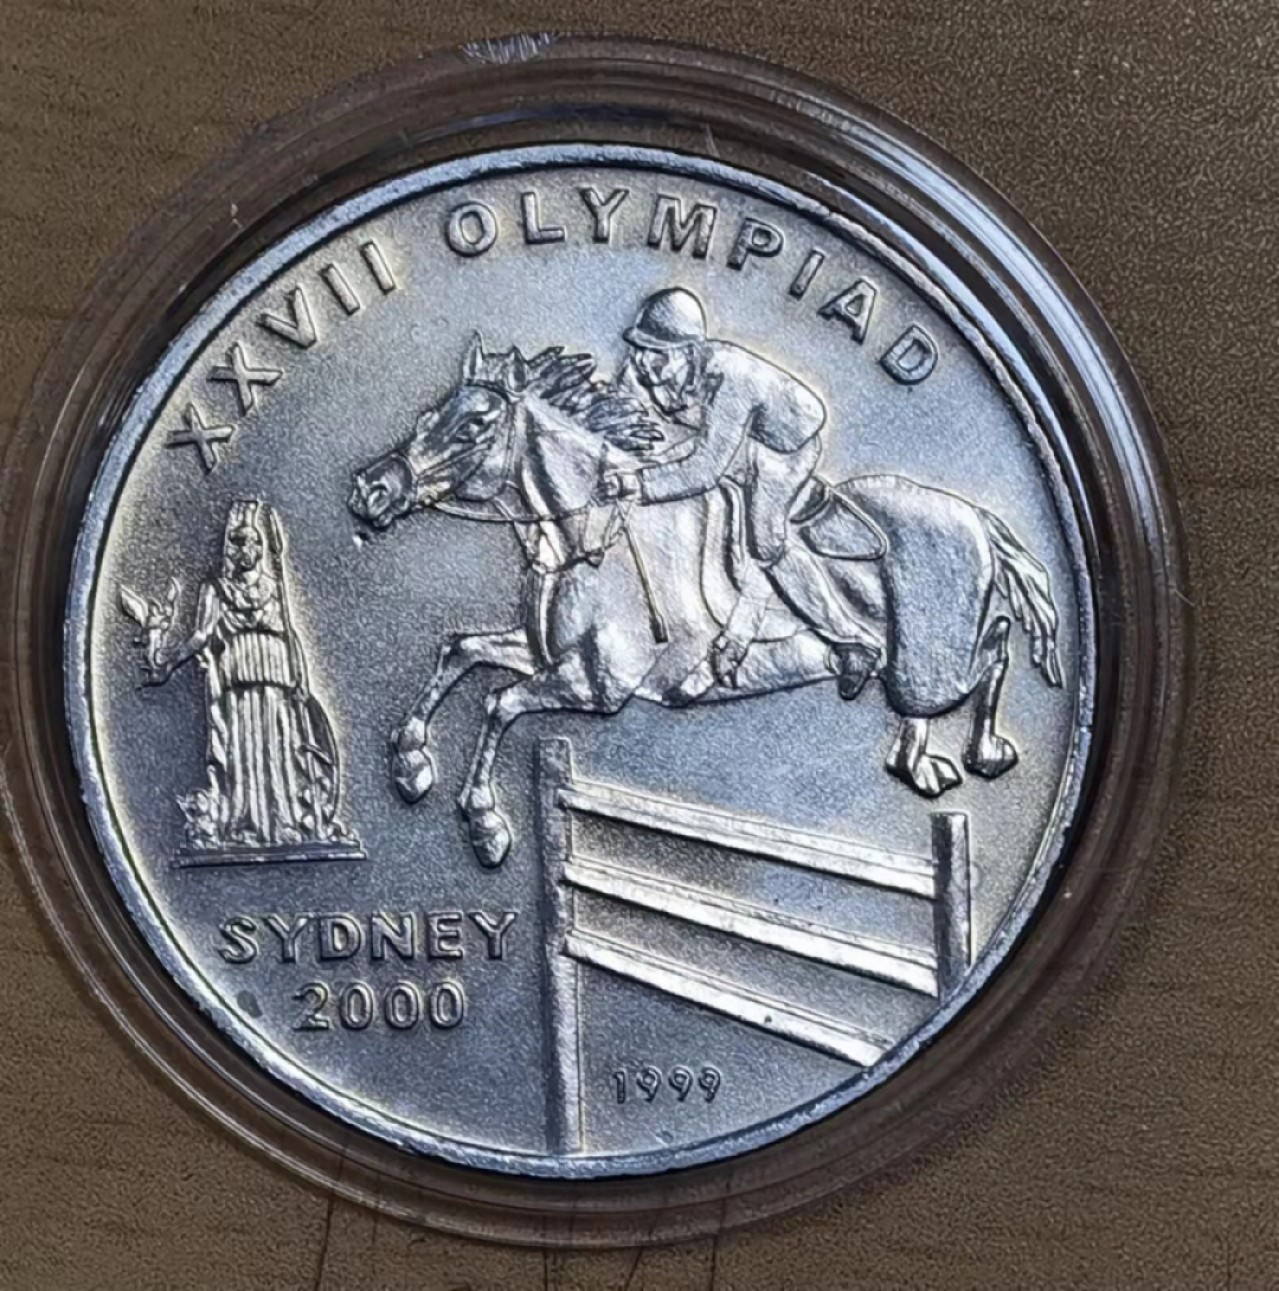 XXVII OLYMPIAD
SYDNEY
2000
1999